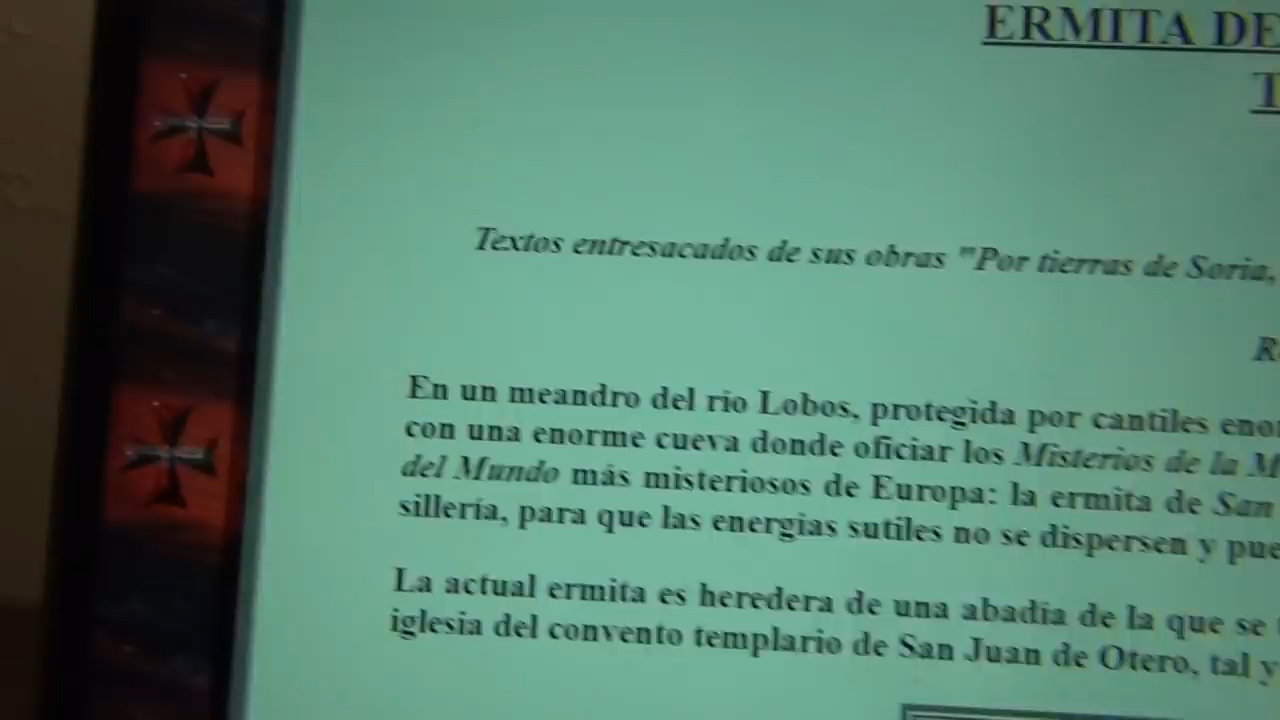 ERMITA DE
T
Textos entresacados de sus obras "Por tierras de Soria,
R
En un meandro del rio Lobos, protegida por cantiles
con una enorme cueva donde oficiar los Misterios de la M
del Mundo más misteriosos de Europa: la ermita de San
sillería, para que las energias sutiles no se dispersen y
La actual ermita es heredera de una abadia de la que se
iglesia del convento templario de San Juan de Otero, tal y